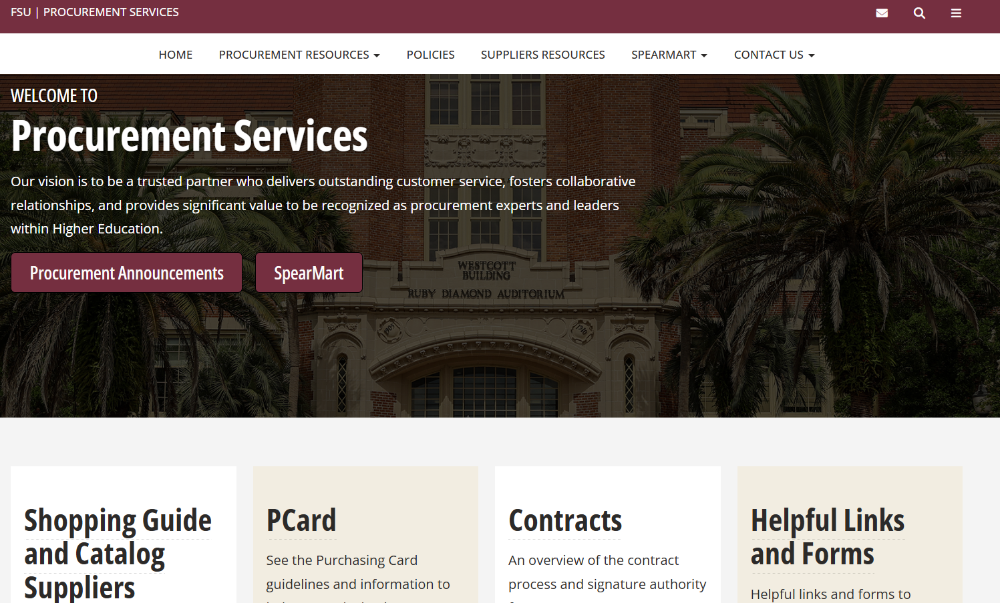 FSU | PROCUREMENT SERVICES
HOME PROCUREMENT RESOURCES POLICIES SUPPLIERS RESOURCES SPEARMART CONTACT US
WELCOME TO
Procurement Services
Our vision is to be a trusted partner who delivers outstanding customer service, fosters collaborative
relationships, and provides significant value to be recognized as procurement experts and leaders
within Higher Education.
Procurement Announcements
SpearMart
WESTCOTT
BUILDING
RUBY DIAMOND AUDITORIUM
1909
1910
Shopping Guide
and Catalog
Suppliers
PCard
See the Purchasing Card
guidelines and information to
Contracts
An overview of the contract
process and signature authority
Helpful Links
and Forms
Helpful links and forms to